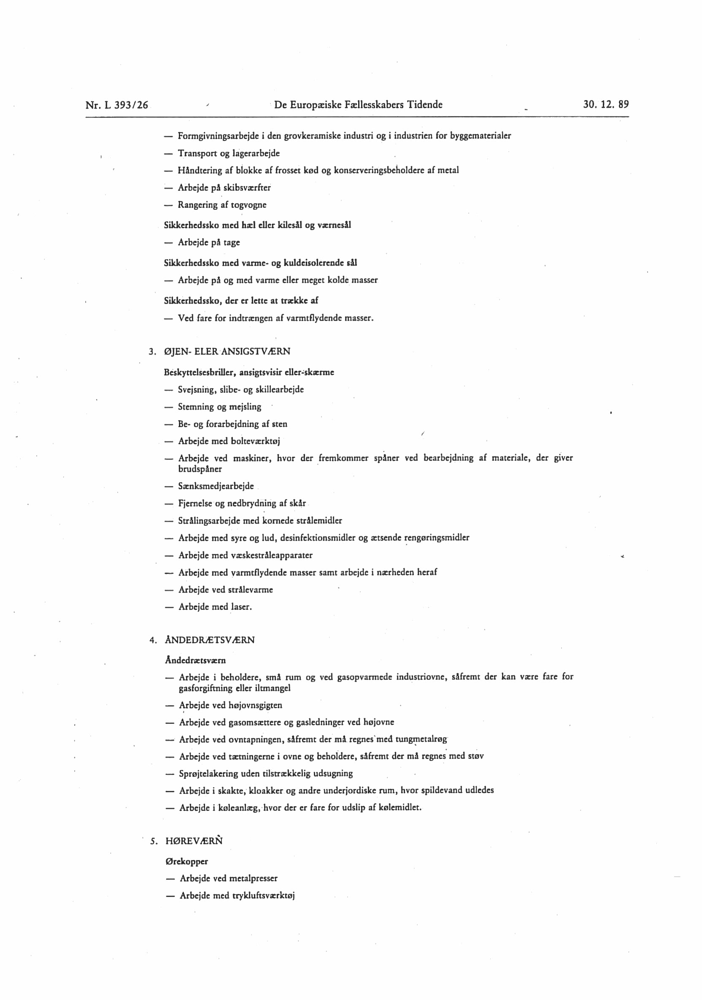 Nr. L 393/26 De Europæiske Fællesskabers Tidende 30. 12. 89
— Formgivningsarbejde i den grovkeramiske industri og i industrien for byggematerialer
— Transport og lagerarbejde
— Håndtering af blokke af frosset kød og konserveringsbeholdere af metal
— Arbejde på skibsværfter
— Rangering af togvogne
Sikkerhedssko med hæl eller kilesål og værnesål
— Arbejde på tage
Sikkerhedssko med varme- og kuldeisolerende sål
— Arbejde på og med varme eller meget kolde masser
Sikkerhedssko, der er lette at trække af
— Ved fare for indtrængen af varmtflydende masser.
3. ØJEN- ELER ANSIGSTVÆRN
Beskyttelsesbriller, ansigtsvisir eller-skærme
— Svejsning, slibe- og skillearbejde
— Stemning og mejsling
— Be- og forarbejdning af sten
— Arbejde med bolteværktøj
— Arbejde ved maskiner, hvor der fremkommer spåner ved bearbejdning af materiale, der giver
brudspåner
— Sænksmedjearbejde
— Fjernelse og nedbrydning af skår
— Strålingsarbejde med kornede strålemidler
— Arbejde med syre og lud, desinfektionsmidler og ætsende rengøringsmidler
— Arbejde med væskestråleapparater
— Arbejde med varmtflydende masser samt arbejde i nærheden heraf
— Arbejde ved strålevarme
— Arbejde med laser.
4. ÅNDEDRÆTSVÆRN
Åndedrætsværn
— Arbejde i beholdere, små rum og ved gasopvarmede industriovne, såfremt der kan være fare for
gasforgiftning eller iltmangel
— Arbejde ved højovnsgigten
— Arbejde ved gasomsættere og gasledninger ved højovne
— Arbejde ved ovntapningen, såfremt der må regnes med tungmetalrøg
— Arbejde ved tætningerne i ovne og beholdere, såfremt der må regnes med støv
— Sprøjtelakering uden tilstrækkelig udsugning
— Arbejde i skakte, kloakker og andre underjordiske rum, hvor spildevand udledes
— Arbejde i køleanlæg, hvor der er fare for udslip af kølemidlet.
5. HØREVÆRN
Ørekopper
— Arbejde ved metalpresser
— Arbejde med trykluftsværktøj